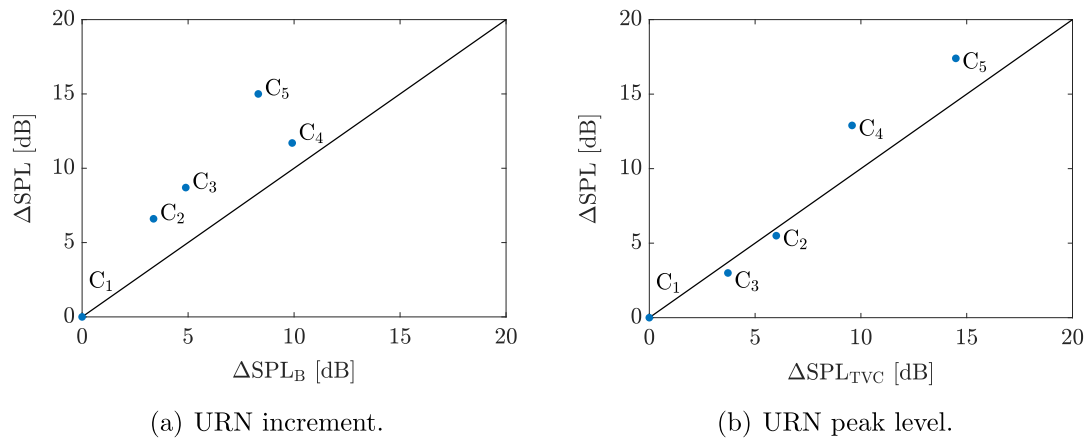 20
15
10
5
0
ΔSPL [dB]
C5
C4
C3
C2
C1
0 5 10 15 20
ΔSPL_B [dB]
(a) URN increment.
20
15
10
5
0
ΔSPL [dB]
C5
C4
C2
C3
C1
0 5 10 15 20
ΔSPL_TVC [dB]
(b) URN peak level.